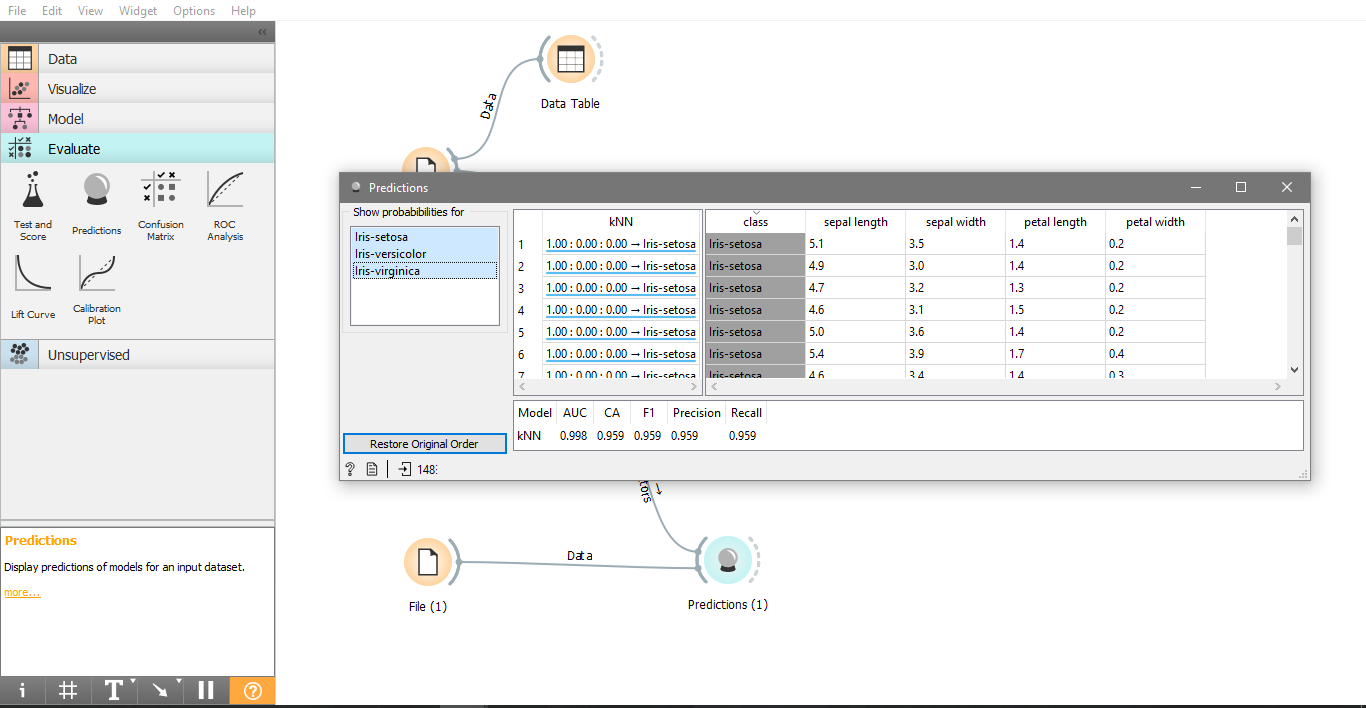 File Edit View Widget Options Help
Data
Visualize
Model
Evaluate
Test and Score
Predictions
Confusion Matrix
ROC Analysis
Lift Curve
Calibration Plot
Unsupervised
Predictions
Display predictions of models for an input dataset.
more...
Data Table
Data
Predictions
Show probabibilities for
Iris-setosa
Iris-versicolor
Iris-virginica
Restore Original Order
148
kNN class sepal length sepal width petal length petal width
1 1.00 : 0.00 : 0.00 → Iris-setosa Iris-setosa 5.1 3.5 1.4 0.2
2 1.00 : 0.00 : 0.00 → Iris-setosa Iris-setosa 4.9 3.0 1.4 0.2
3 1.00 : 0.00 : 0.00 → Iris-setosa Iris-setosa 4.7 3.2 1.3 0.2
4 1.00 : 0.00 : 0.00 → Iris-setosa Iris-setosa 4.6 3.1 1.5 0.2
5 1.00 : 0.00 : 0.00 → Iris-setosa Iris-setosa 5.0 3.6 1.4 0.2
6 1.00 : 0.00 : 0.00 → Iris-setosa Iris-setosa 5.4 3.9 1.7 0.4
7 1.00 : 0.00 : 0.00 → Iris-setosa Iris-setosa 4.6 3.4 1.4 0.3
Model AUC CA F1 Precision Recall
kNN 0.998 0.959 0.959 0.959 0.959
Data
File (1)
Predictions (1)